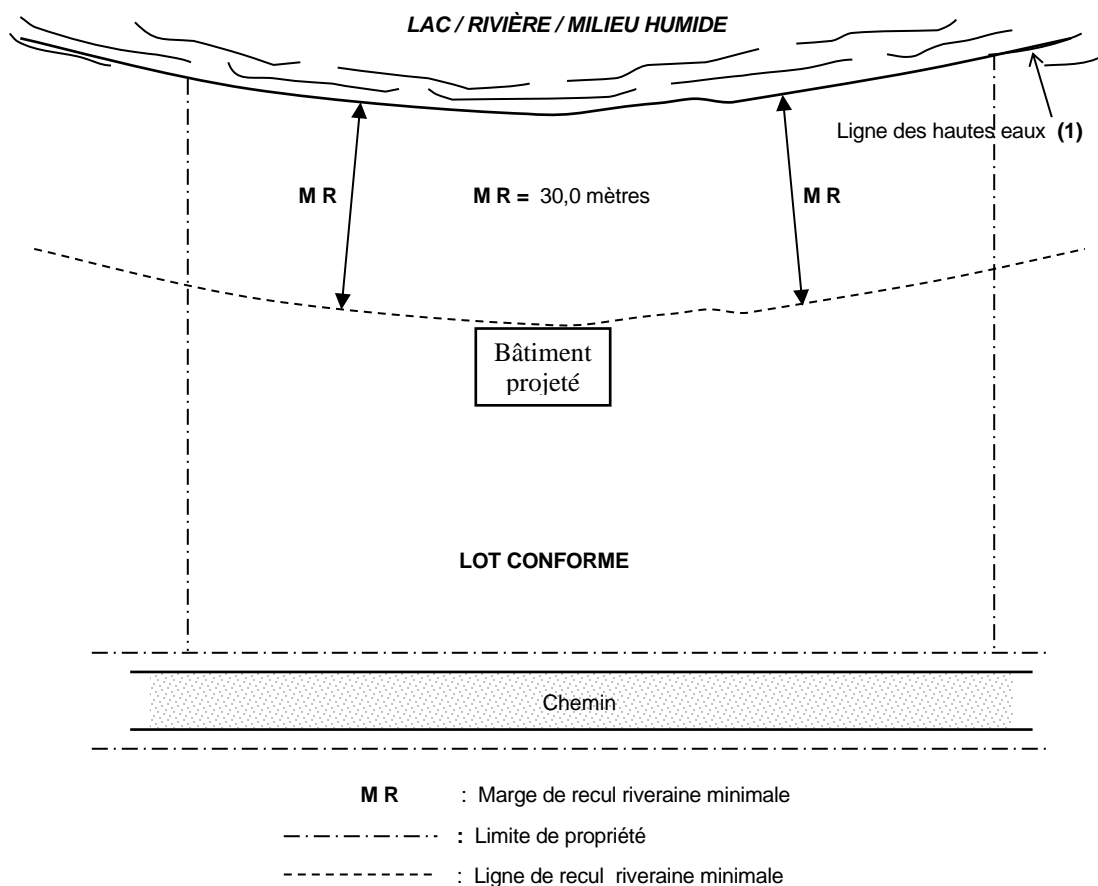 LAC / RIVIÈRE / MILIEU HUMIDE
Ligne des hautes eaux (1)
M R
M R = 30,0 mètres
M R
Bâtiment
projeté
LOT CONFORME
Chemin
M R : Marge de recul riveraine minimale
: Limite de propriété
: Ligne de recul riveraine minimale